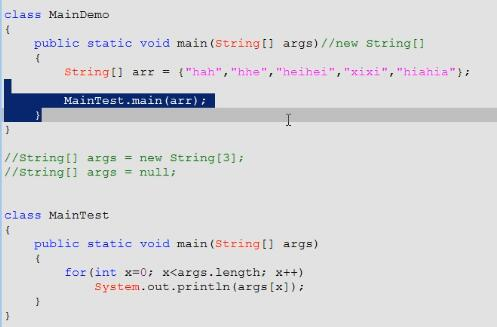 class MainDemo
{
    public static void main(String[] args)//new String[]
    {
        String[] arr = {"hah","hhe","heihei","xixi","hiahia"};
        MainTest.main(arr);
    }
}
//String[] args = new String[3];
//String[] args = null;
class MainTest
{
    public static void main(String[] args)
    {
        for(int x=0; x<args.length; x++)
            System.out.println(args[x]);
    }
}